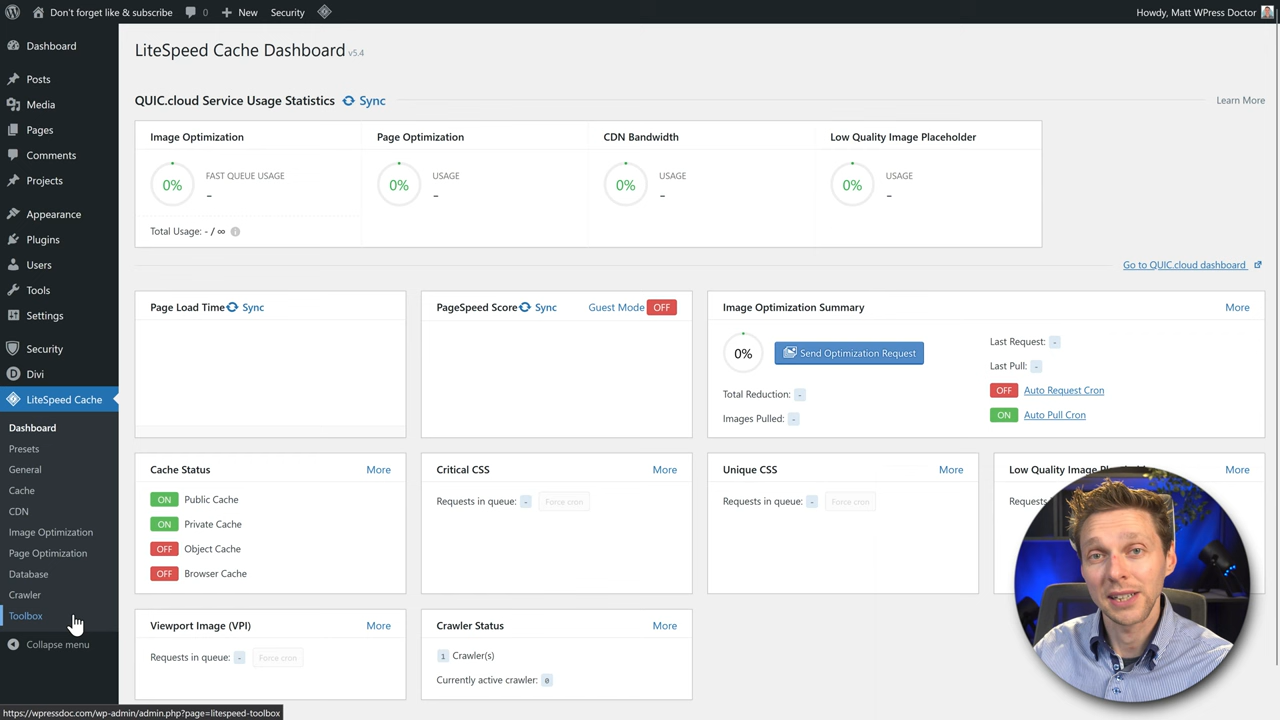 Don't forget like & subscribe
0
New
Security
Howdy, Matt WPress Doctor
Dashboard
Posts
Media
Pages
Comments
Projects
Appearance
Plugins
Users
Tools
Settings
Security
Divi
LiteSpeed Cache
Dashboard
Presets
General
Cache
CDN
Image Optimization
Page Optimization
Database
Crawler
Toolbox
Collapse menu
LiteSpeed Cache Dashboard v5.4
QUIC.cloud Service Usage Statistics Sync
Learn More
Image Optimization
0%
FAST QUEUE USAGE
-
Total Usage: - / ∞
Page Optimization
0%
USAGE
-
CDN Bandwidth
0%
USAGE
-
Low Quality Image Placeholder
0%
USAGE
-
Go to QUIC.cloud dashboard
Page Load Time Sync
PageSpeed Score Sync
Guest Mode OFF
Image Optimization Summary
More
0%
Send Optimization Request
Total Reduction: -
Images Pulled: -
Last Request: -
Last Pull: -
OFF Auto Request Cron
ON Auto Pull Cron
Cache Status
More
ON Public Cache
ON Private Cache
OFF Object Cache
OFF Browser Cache
Critical CSS
More
Requests in queue: - Force cron
Unique CSS
More
Requests in queue: - Force cron
Low Quality Image
More
Requests
Viewport Image (VPI)
More
Requests in queue: - Force cron
Crawler Status
More
1 Crawler(s)
Currently active crawler:
https://wpressdoc.com/wp-admin/admin.php?page=litespeed-toolbox